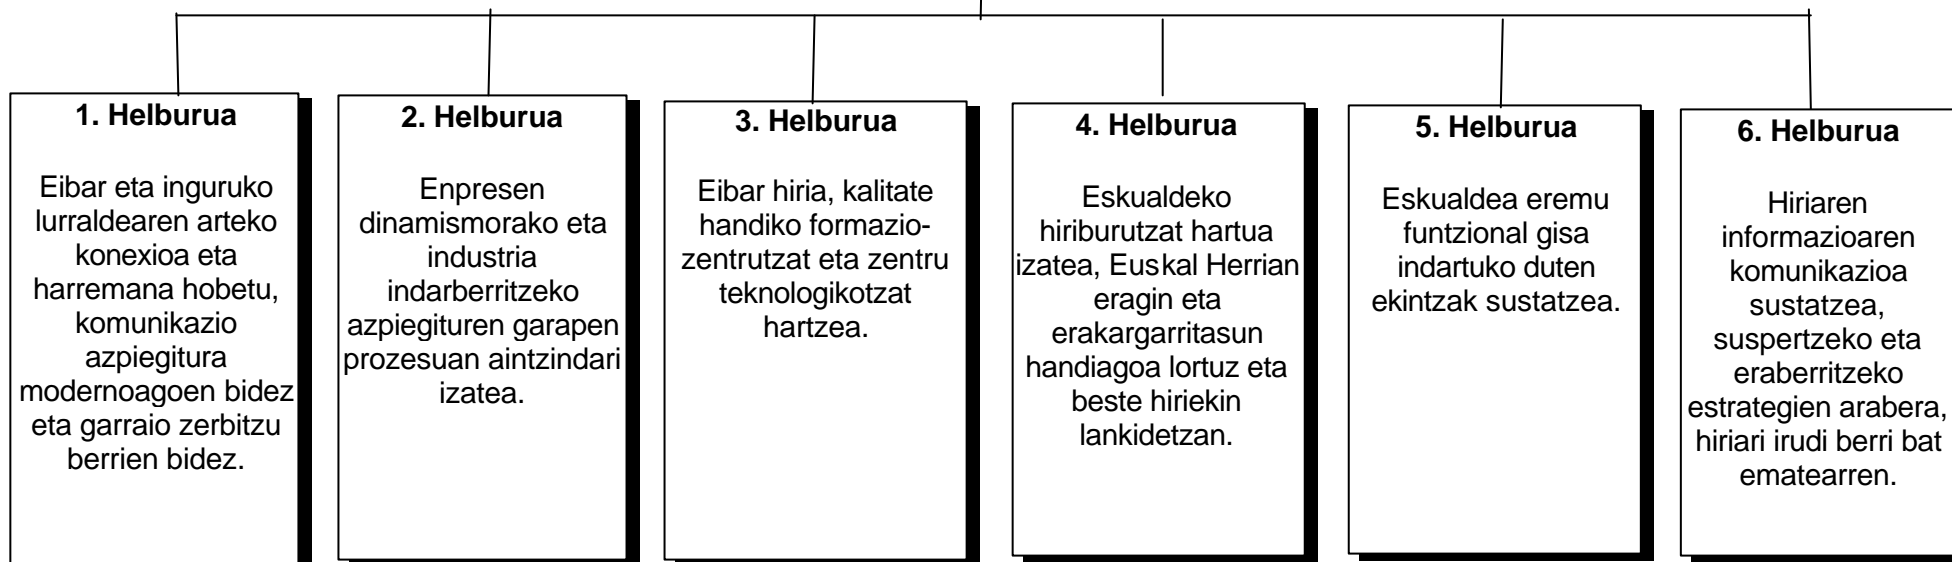 1. Helburua
Eibar eta inguruko
lurraldearen arteko
konexioa eta
harremana hobetu,
komunikazio
azpiegitura
modernoagoen bidez
eta garraio zerbitzu
berrien bidez.
2. Helburua
Enpresen
dinamismorako eta
industria
indarberritzeko
azpiegituren garapen
prozesuan aintzindari
izatea.
3. Helburua
Eibar hiria, kalitate
handiko formazio-
zentrutzat eta zentru
teknologikotzat
hartzea.
4. Helburua
Eskualdeko
hiriburutzat hartua
izatea, Euskal Herrian
eragin eta
erakargarritasun
handiagoa lortuz eta
beste hiriekin
lankidetzan.
5. Helburua
Eskualdea eremu
funtzional gisa
indartuko duten
ekintzak sustatzea.
6. Helburua
Hiriaren
informazioaren
komunikazioa
sustatzea,
suspertzeko eta
eraberritzeko
estrategien arabera,
hiriari irudi berri bat
ematearren.